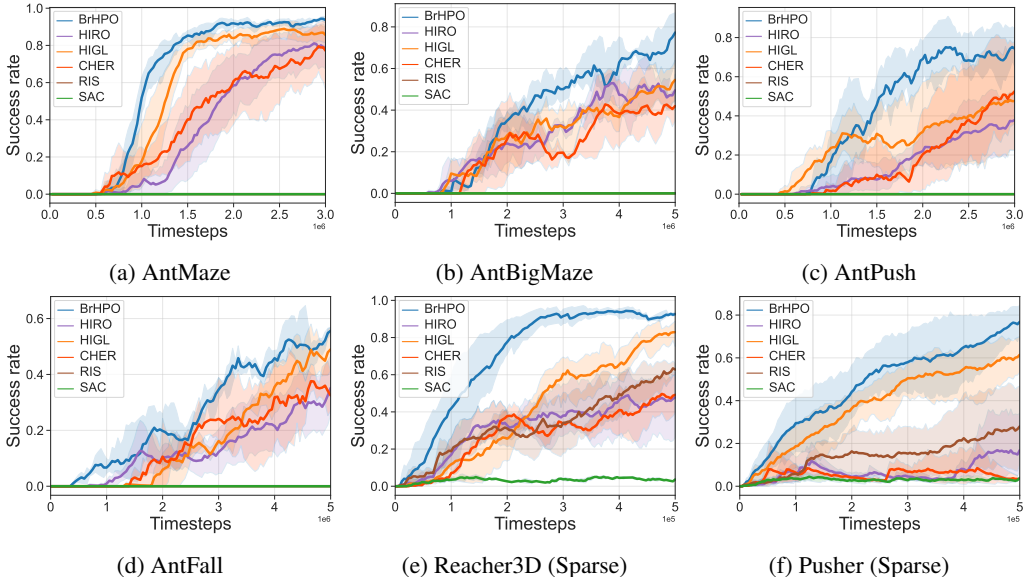 BrHPO
HIRO
HIGL
CHER
RIS
SAC
Success rate
1.0
0.8
0.6
0.4
0.2
0.0
0.0 0.5 1.0 1.5 2.0 2.5 3.0
Timesteps
1e6
(a) AntMaze
BrHPO
HIRO
HIGL
CHER
RIS
SAC
Success rate
0.8
0.6
0.4
0.2
0.0
0 1 2 3 4 5
Timesteps
1e6
(b) AntBigMaze
BrHPO
HIRO
HIGL
CHER
RIS
SAC
Success rate
0.8
0.6
0.4
0.2
0.0
0.0 0.5 1.0 1.5 2.0 2.5 3.0
Timesteps
1e6
(c) AntPush
BrHPO
HIRO
HIGL
CHER
RIS
SAC
Success rate
0.6
0.4
0.2
0.0
0 1 2 3 4 5
Timesteps
1e6
(d) AntFall
BrHPO
HIRO
HIGL
CHER
RIS
SAC
Success rate
1.0
0.8
0.6
0.4
0.2
0.0
0 1 2 3 4 5
Timesteps
1e5
(e) Reacher3D (Sparse)
BrHPO
HIRO
HIGL
CHER
RIS
SAC
Success rate
0.8
0.6
0.4
0.2
0.0
0 1 2 3 4 5
Timesteps
1e5
(f) Pusher (Sparse)